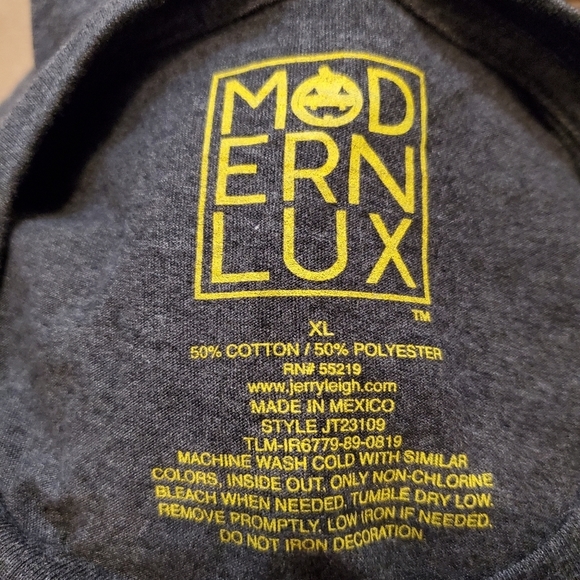 MOD
ERN
LUX
TM
XL
50% COTTON / 50% POLYESTER
RN# 55219
www.jerryleigh.com
MADE IN MEXICO
STYLE JT23109
TLM-IR6779-89-0819
MACHINE WASH COLD WITH SIMILAR
COLORS, INSIDE OUT, ONLY NON-CHLORINE
BLEACH WHEN NEEDED, TUMBLE DRY LOW.
REMOVE PROMPTLY, LOW IRON IF NEEDED.
DO NOT IRON DECORATION.